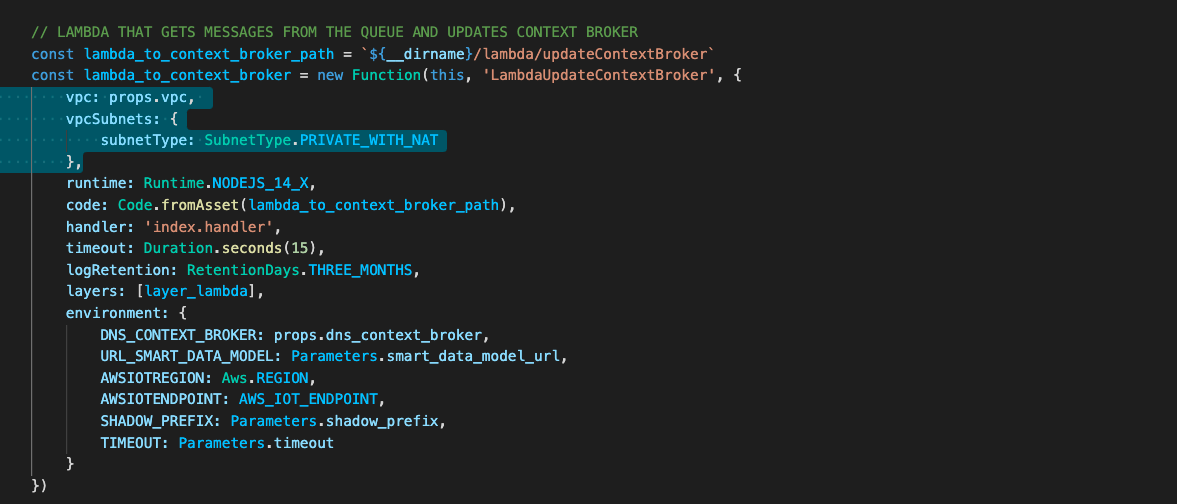 // LAMBDA THAT GETS MESSAGES FROM THE QUEUE AND UPDATES CONTEXT BROKER
const lambda_to_context_broker_path = `${__dirname}/lambda/updateContextBroker`
const lambda_to_context_broker = new Function(this, 'LambdaUpdateContextBroker', {
    vpc: props.vpc,
    vpcSubnets: {
        subnetType: SubnetType.PRIVATE_WITH_NAT
    },
    runtime: Runtime.NODEJS_14_X,
    code: Code.fromAsset(lambda_to_context_broker_path),
    handler: 'index.handler',
    timeout: Duration.seconds(15),
    logRetention: RetentionDays.THREE_MONTHS,
    layers: [layer_lambda],
    environment: {
        DNS_CONTEXT_BROKER: props.dns_context_broker,
        URL_SMART_DATA_MODEL: Parameters.smart_data_model_url,
        AWSIOTREGION: Aws.REGION,
        AWSIOTENDPOINT: AWS_IOT_ENDPOINT,
        SHADOW_PREFIX: Parameters.shadow_prefix,
        TIMEOUT: Parameters.timeout
    }
})